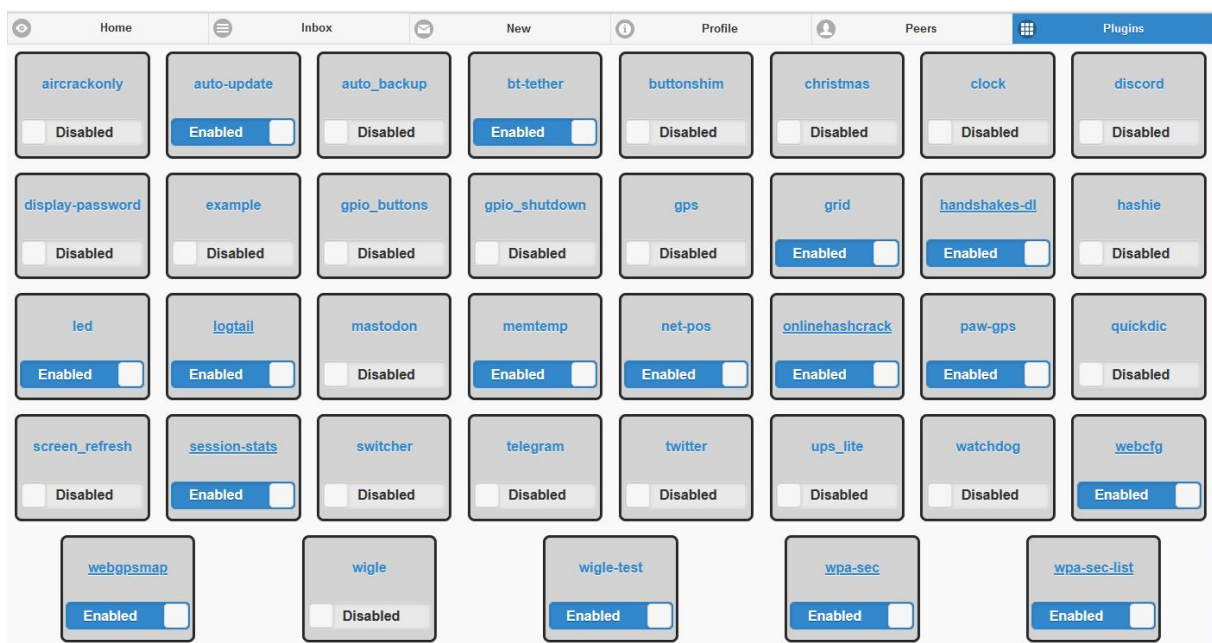 Home Inbox New Profile Peers Plugins
aircrackonly auto-update auto_backup bt-tether buttonshim christmas clock discord
Disabled Enabled Disabled Enabled Disabled Disabled Disabled Disabled
display-password example gpio_buttons gpio_shutdown gps grid handshakes-dl hashie
Disabled Disabled Disabled Disabled Disabled Enabled Enabled Disabled
led logtail mastodon memtemp net-pos onlinehashcrack paw-gps quickdic
Enabled Enabled Disabled Enabled Enabled Enabled Enabled Disabled
screen_refresh session-stats switcher telegram twitter ups_lite watchdog webcfg
Disabled Enabled Disabled Disabled Disabled Disabled Disabled Enabled
webgpsmap wigle wigle-test wpa-sec wpa-sec-list
Enabled Disabled Enabled Enabled Enabled